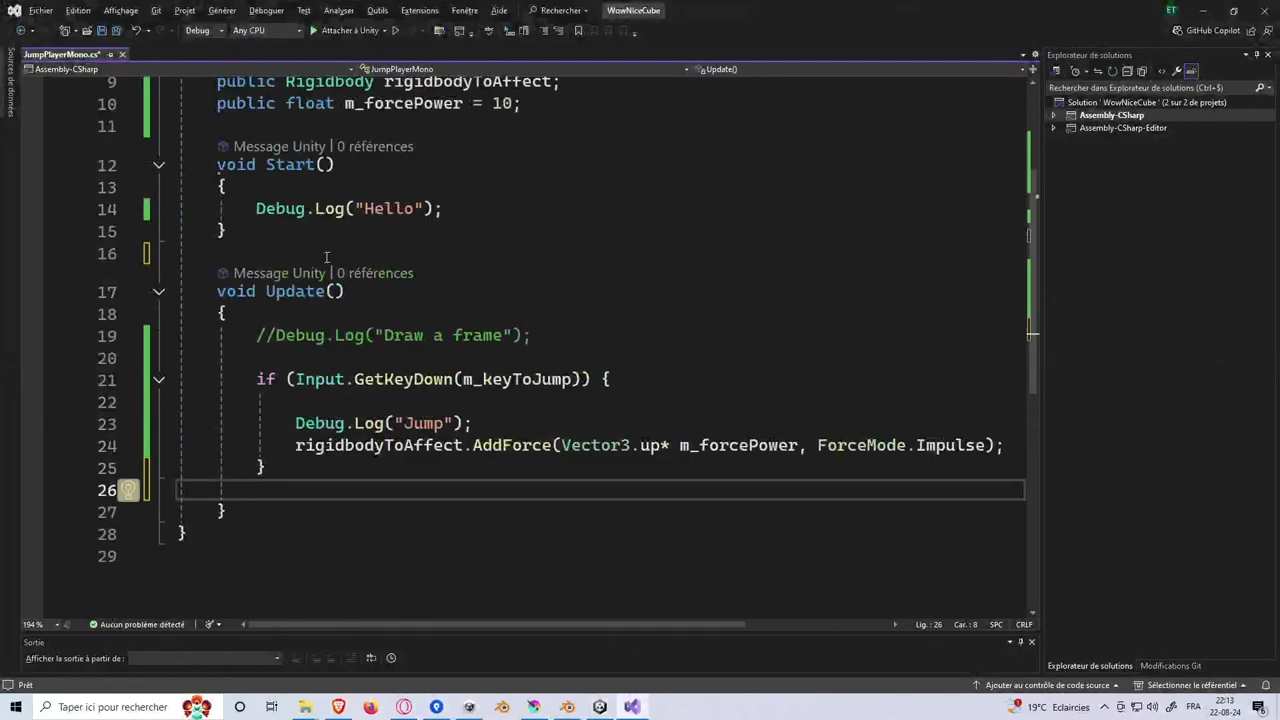 Fichier Edition Affichage Git Projet Générer Déboguer Test Analyser Outils Extensions Fenêtre Aide Rechercher WowNiceCube ET
Debug Any CPU Attacher à Unity GitHub Copilot
Sources de données
JumpPlayerMono.cs*
Assembly-CSharp JumpPlayerMono Update()
9 public Rigidbody rigidbodyToAffect;
10 public float m_forcePower = 10;
11
Message Unity | 0 références
12 void Start()
13 {
14 Debug.Log("Hello");
15 }
16
Message Unity | 0 références
17 void Update()
18 {
19 //Debug.Log("Draw a frame");
20
21 if (Input.GetKeyDown(m_keyToJump)) {
22
23 Debug.Log("Jump");
24 rigidbodyToAffect.AddForce(Vector3.up* m_forcePower, ForceMode.Impulse);
25 }
26
27 }
28 }
29
194 % Aucun problème détecté Lig. : 26 Car. : 8 SPC CRLF
Sortie
Afficher la sortie à partir de :
Explorateur de solutions
Rechercher dans Explorateur de solutions (Ctrl+$)
Solution 'WowNiceCube' (2 sur 2 de projets)
Assembly-CSharp
Assembly-CSharp-Editor
Explorateur de solutions Modifications Git
Prêt Ajouter au contrôle de code source Sélectionner le référentiel
Taper ici pour rechercher 19°C Eclaircies FRA 22:13
22-08-24